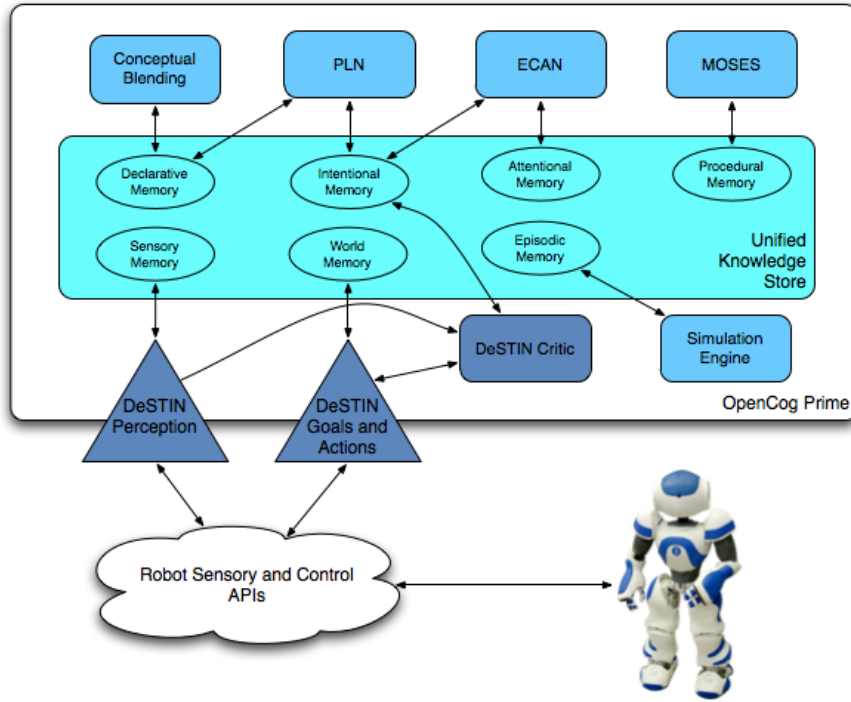 Conceptual
Blending
PLN
ECAN
MOSES
Declarative
Memory
Intentional
Memory
Attentional
Memory
Procedural
Memory
Sensory
Memory
World
Memory
Episodic
Memory
Unified
Knowledge
Store
DeSTIN Critic
Simulation
Engine
DeSTIN
Perception
DeSTIN
Goals and
Actions
OpenCog Prime
Robot Sensory and Control
APIs